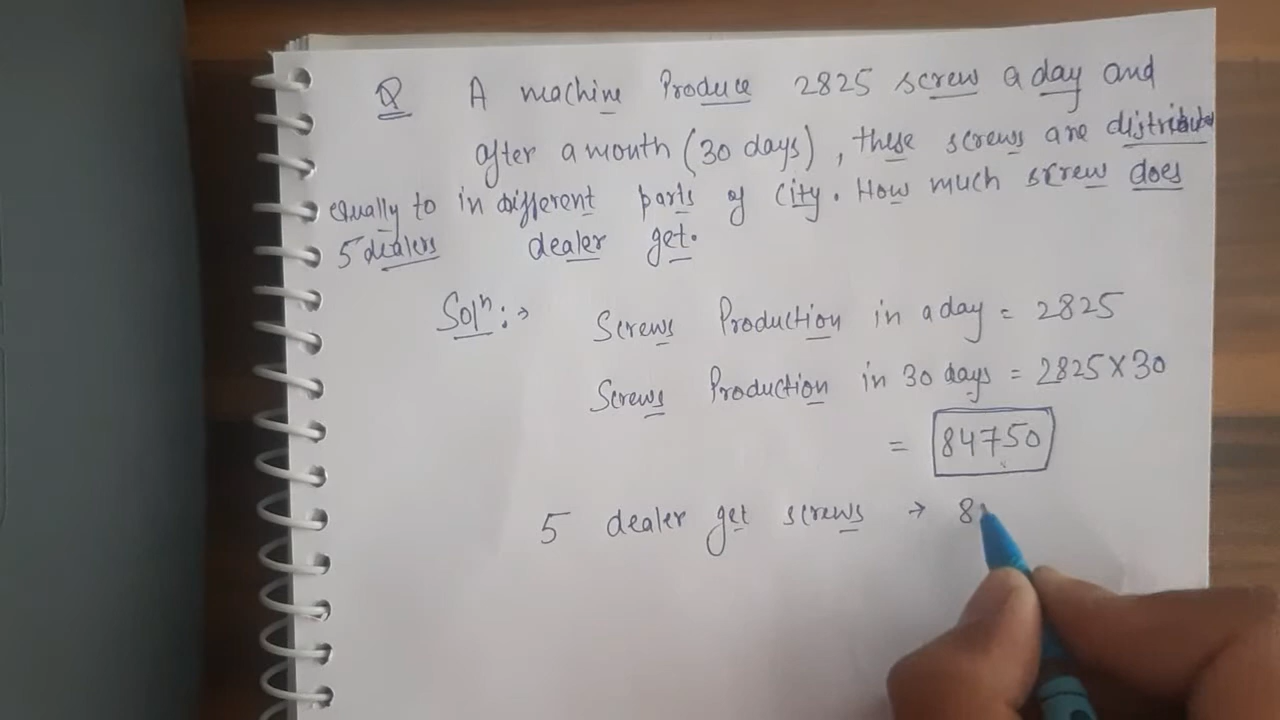 Q A machine Produce 2825 screw a day and
after a month (30 days), these screws are distributed
equally to in different parts of city. How much screw does
5 dealers dealer get.
Solⁿ:→ Screws Production in a day = 2825
Screws Production in 30 days = 2825 × 30
= 84750
5 dealer get screws → 8